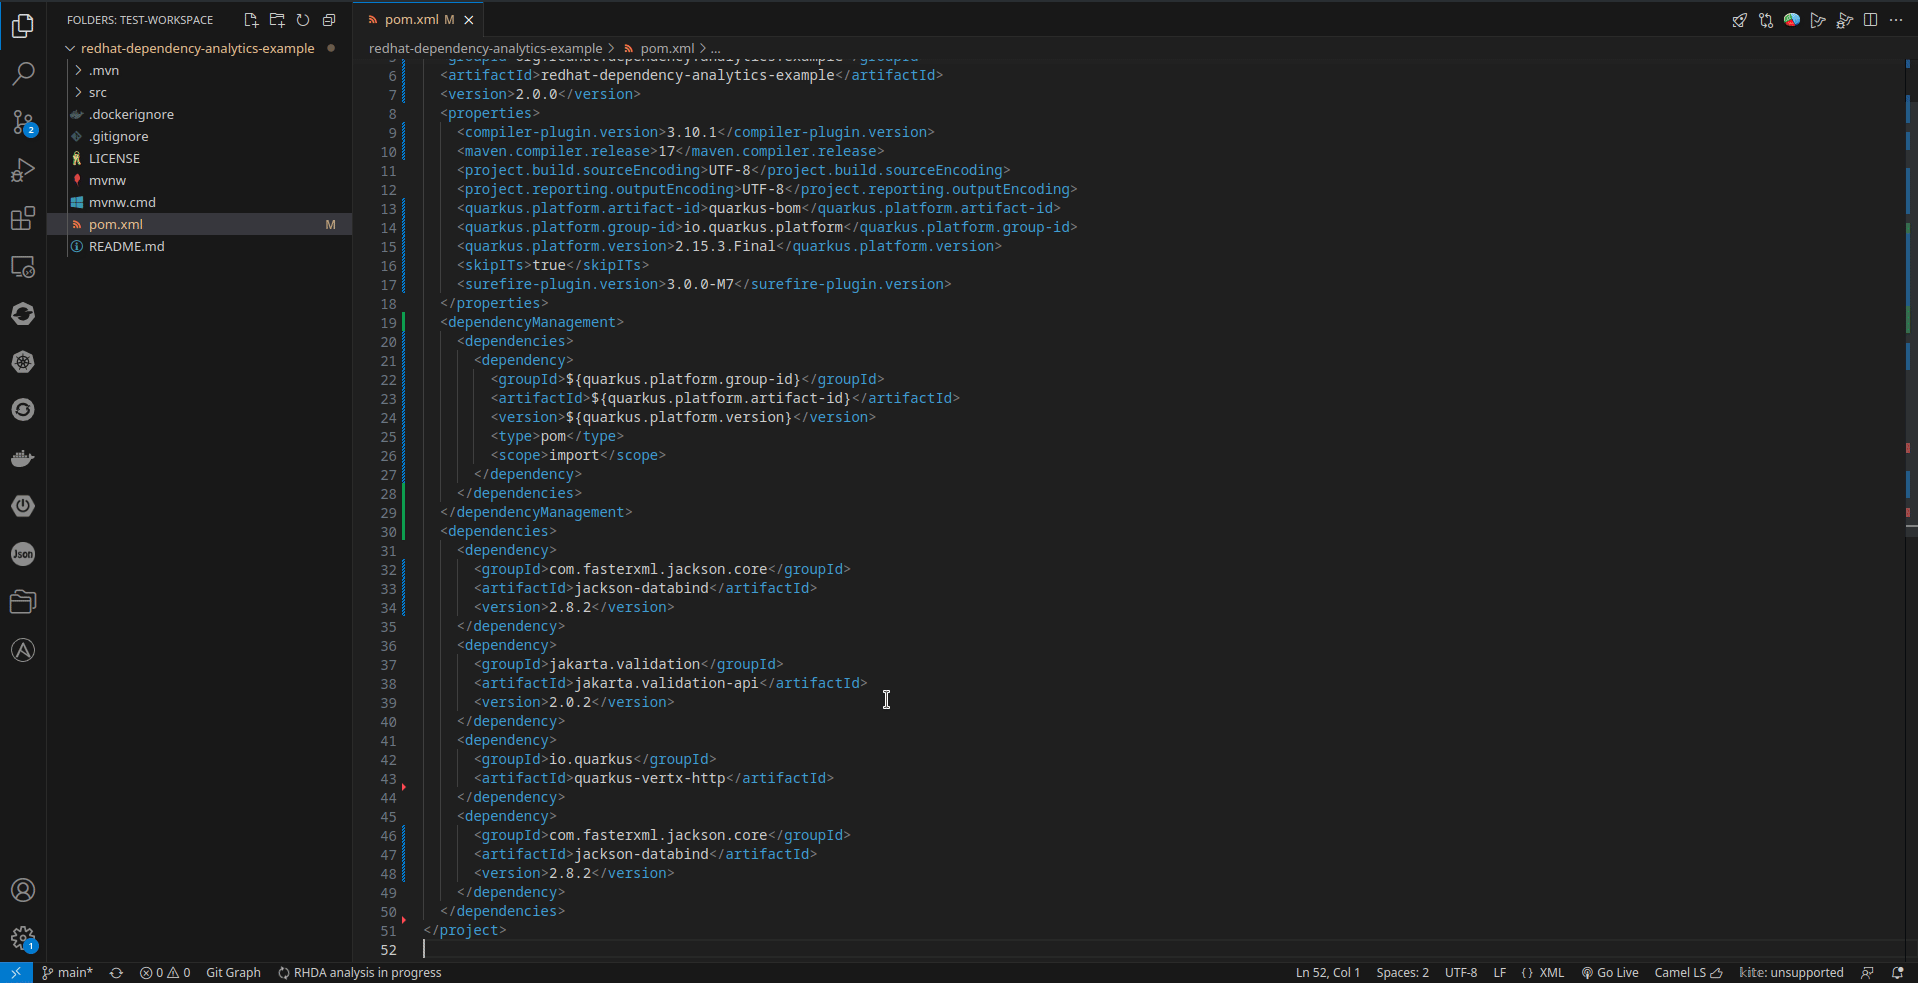 FOLDERS: TEST-WORKSPACE
redhat-dependency-analytics-example
.mvn
src
.dockerignore
.gitignore
LICENSE
mvnw
mvnw.cmd
pom.xml M
README.md
2
Json
1
pom.xml M
redhat-dependency-analytics-example > pom.xml > ...
6 <artifactId>redhat-dependency-analytics-example</artifactId>
7 <version>2.0.0</version>
8 <properties>
9 <compiler-plugin.version>3.10.1</compiler-plugin.version>
10 <maven.compiler.release>17</maven.compiler.release>
11 <project.build.sourceEncoding>UTF-8</project.build.sourceEncoding>
12 <project.reporting.outputEncoding>UTF-8</project.reporting.outputEncoding>
13 <quarkus.platform.artifact-id>quarkus-bom</quarkus.platform.artifact-id>
14 <quarkus.platform.group-id>io.quarkus.platform</quarkus.platform.group-id>
15 <quarkus.platform.version>2.15.3.Final</quarkus.platform.version>
16 <skipITs>true</skipITs>
17 <surefire-plugin.version>3.0.0-M7</surefire-plugin.version>
18 </properties>
19 <dependencyManagement>
20 <dependencies>
21 <dependency>
22 <groupId>${quarkus.platform.group-id}</groupId>
23 <artifactId>${quarkus.platform.artifact-id}</artifactId>
24 <version>${quarkus.platform.version}</version>
25 <type>pom</type>
26 <scope>import</scope>
27 </dependency>
28 </dependencies>
29 </dependencyManagement>
30 <dependencies>
31 <dependency>
32 <groupId>com.fasterxml.jackson.core</groupId>
33 <artifactId>jackson-databind</artifactId>
34 <version>2.8.2</version>
35 </dependency>
36 <dependency>
37 <groupId>jakarta.validation</groupId>
38 <artifactId>jakarta.validation-api</artifactId>
39 <version>2.0.2</version>
40 </dependency>
41 <dependency>
42 <groupId>io.quarkus</groupId>
43 <artifactId>quarkus-vertx-http</artifactId>
44 </dependency>
45 <dependency>
46 <groupId>com.fasterxml.jackson.core</groupId>
47 <artifactId>jackson-databind</artifactId>
48 <version>2.8.2</version>
49 </dependency>
50 </dependencies>
51 </project>
52
main* 0 0 Git Graph RHDA analysis in progress Ln 52, Col 1 Spaces: 2 UTF-8 LF {} XML Go Live Camel LS kite: unsupported